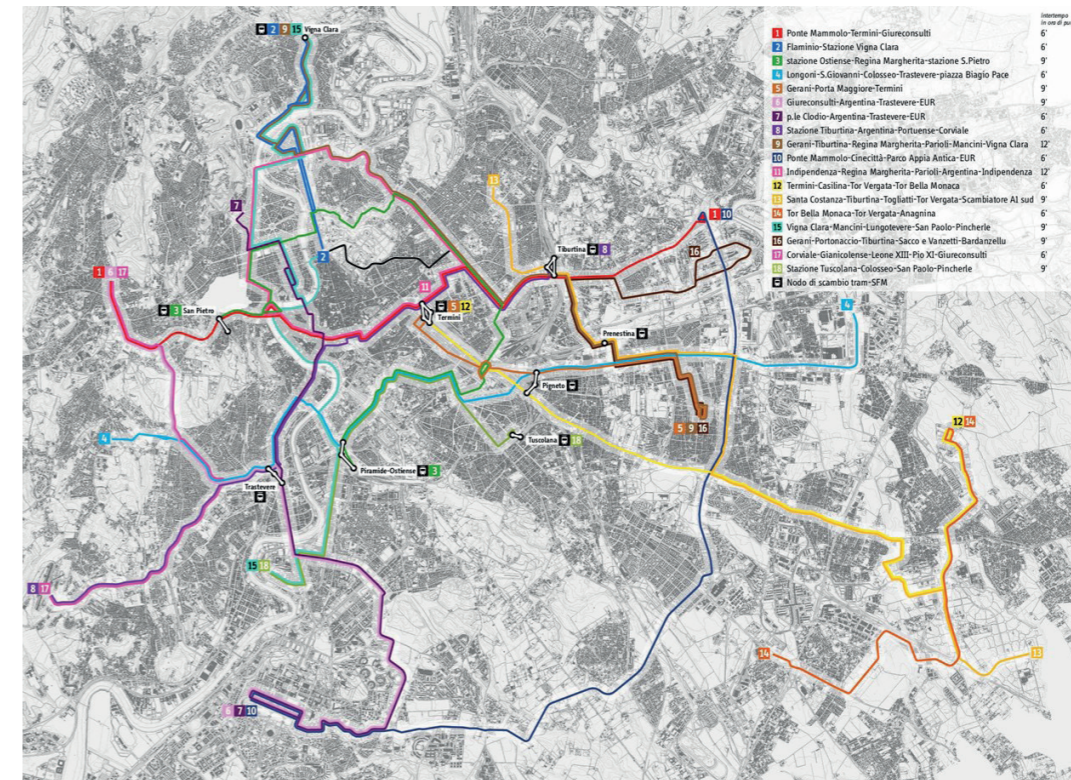 intertempo
in ora di pu
1 Ponte Mammolo-Termini-Giureconsulti 6'
2 Flaminio-Stazione Vigna Clara 6'
3 stazione Ostiense-Regina Margherita-stazione S.Pietro 9'
4 Longoni-S.Giovanni-Colosseo-Trastevere-piazza Biagio Pace 6'
5 Gerani-Porta Maggiore-Termini 9'
6 Giureconsulti-Argentina-Trastevere-EUR 9'
7 p.le Clodio-Argentina-Trastevere-EUR 6'
8 Stazione Tiburtina-Argentina-Portuense-Corviale 6'
9 Gerani-Tiburtina-Regina Margherita-Parioli-Mancini-Vigna Clara 12'
10 Ponte Mammolo-Cinecittà-Parco Appia Antica-EUR 6'
11 Indipendenza-Regina Margherita-Parioli-Argentina-Indipendenza 12'
12 Termini-Casilina-Tor Vergata-Tor Bella Monaca 6'
13 Santa Costanza-Tiburtina-Togliatti-Tor Vergata-Scambiatore A1 sud 9'
14 Tor Bella Monaca-Tor Vergata-Anagnina 6'
15 Vigna Clara-Mancini-Lungotevere-San Paolo-Pincherle 9'
16 Gerani-Portonaccio-Tiburtina-Sacco e Vanzetti-Bardanzellu 9'
17 Corviale-Gianicolense-Leone XIII-Pio XI-Giureconsulti 6'
18 Stazione Tuscolana-Colosseo-San Paolo-Pincherle 9'
Nodo di scambio tram-SFM
2 9 15 Vigna Clara
13
7
1 10
16
Tiburtina 8
2
1 6 17
11
3 San Pietro
5 12
Termini
4
Prenestina
Pigneto
5 9 16
12 14
4
Tuscolana 18
Piramide-Ostiense 3
Trastevere
15 18
8 17
14
13
6 7 10